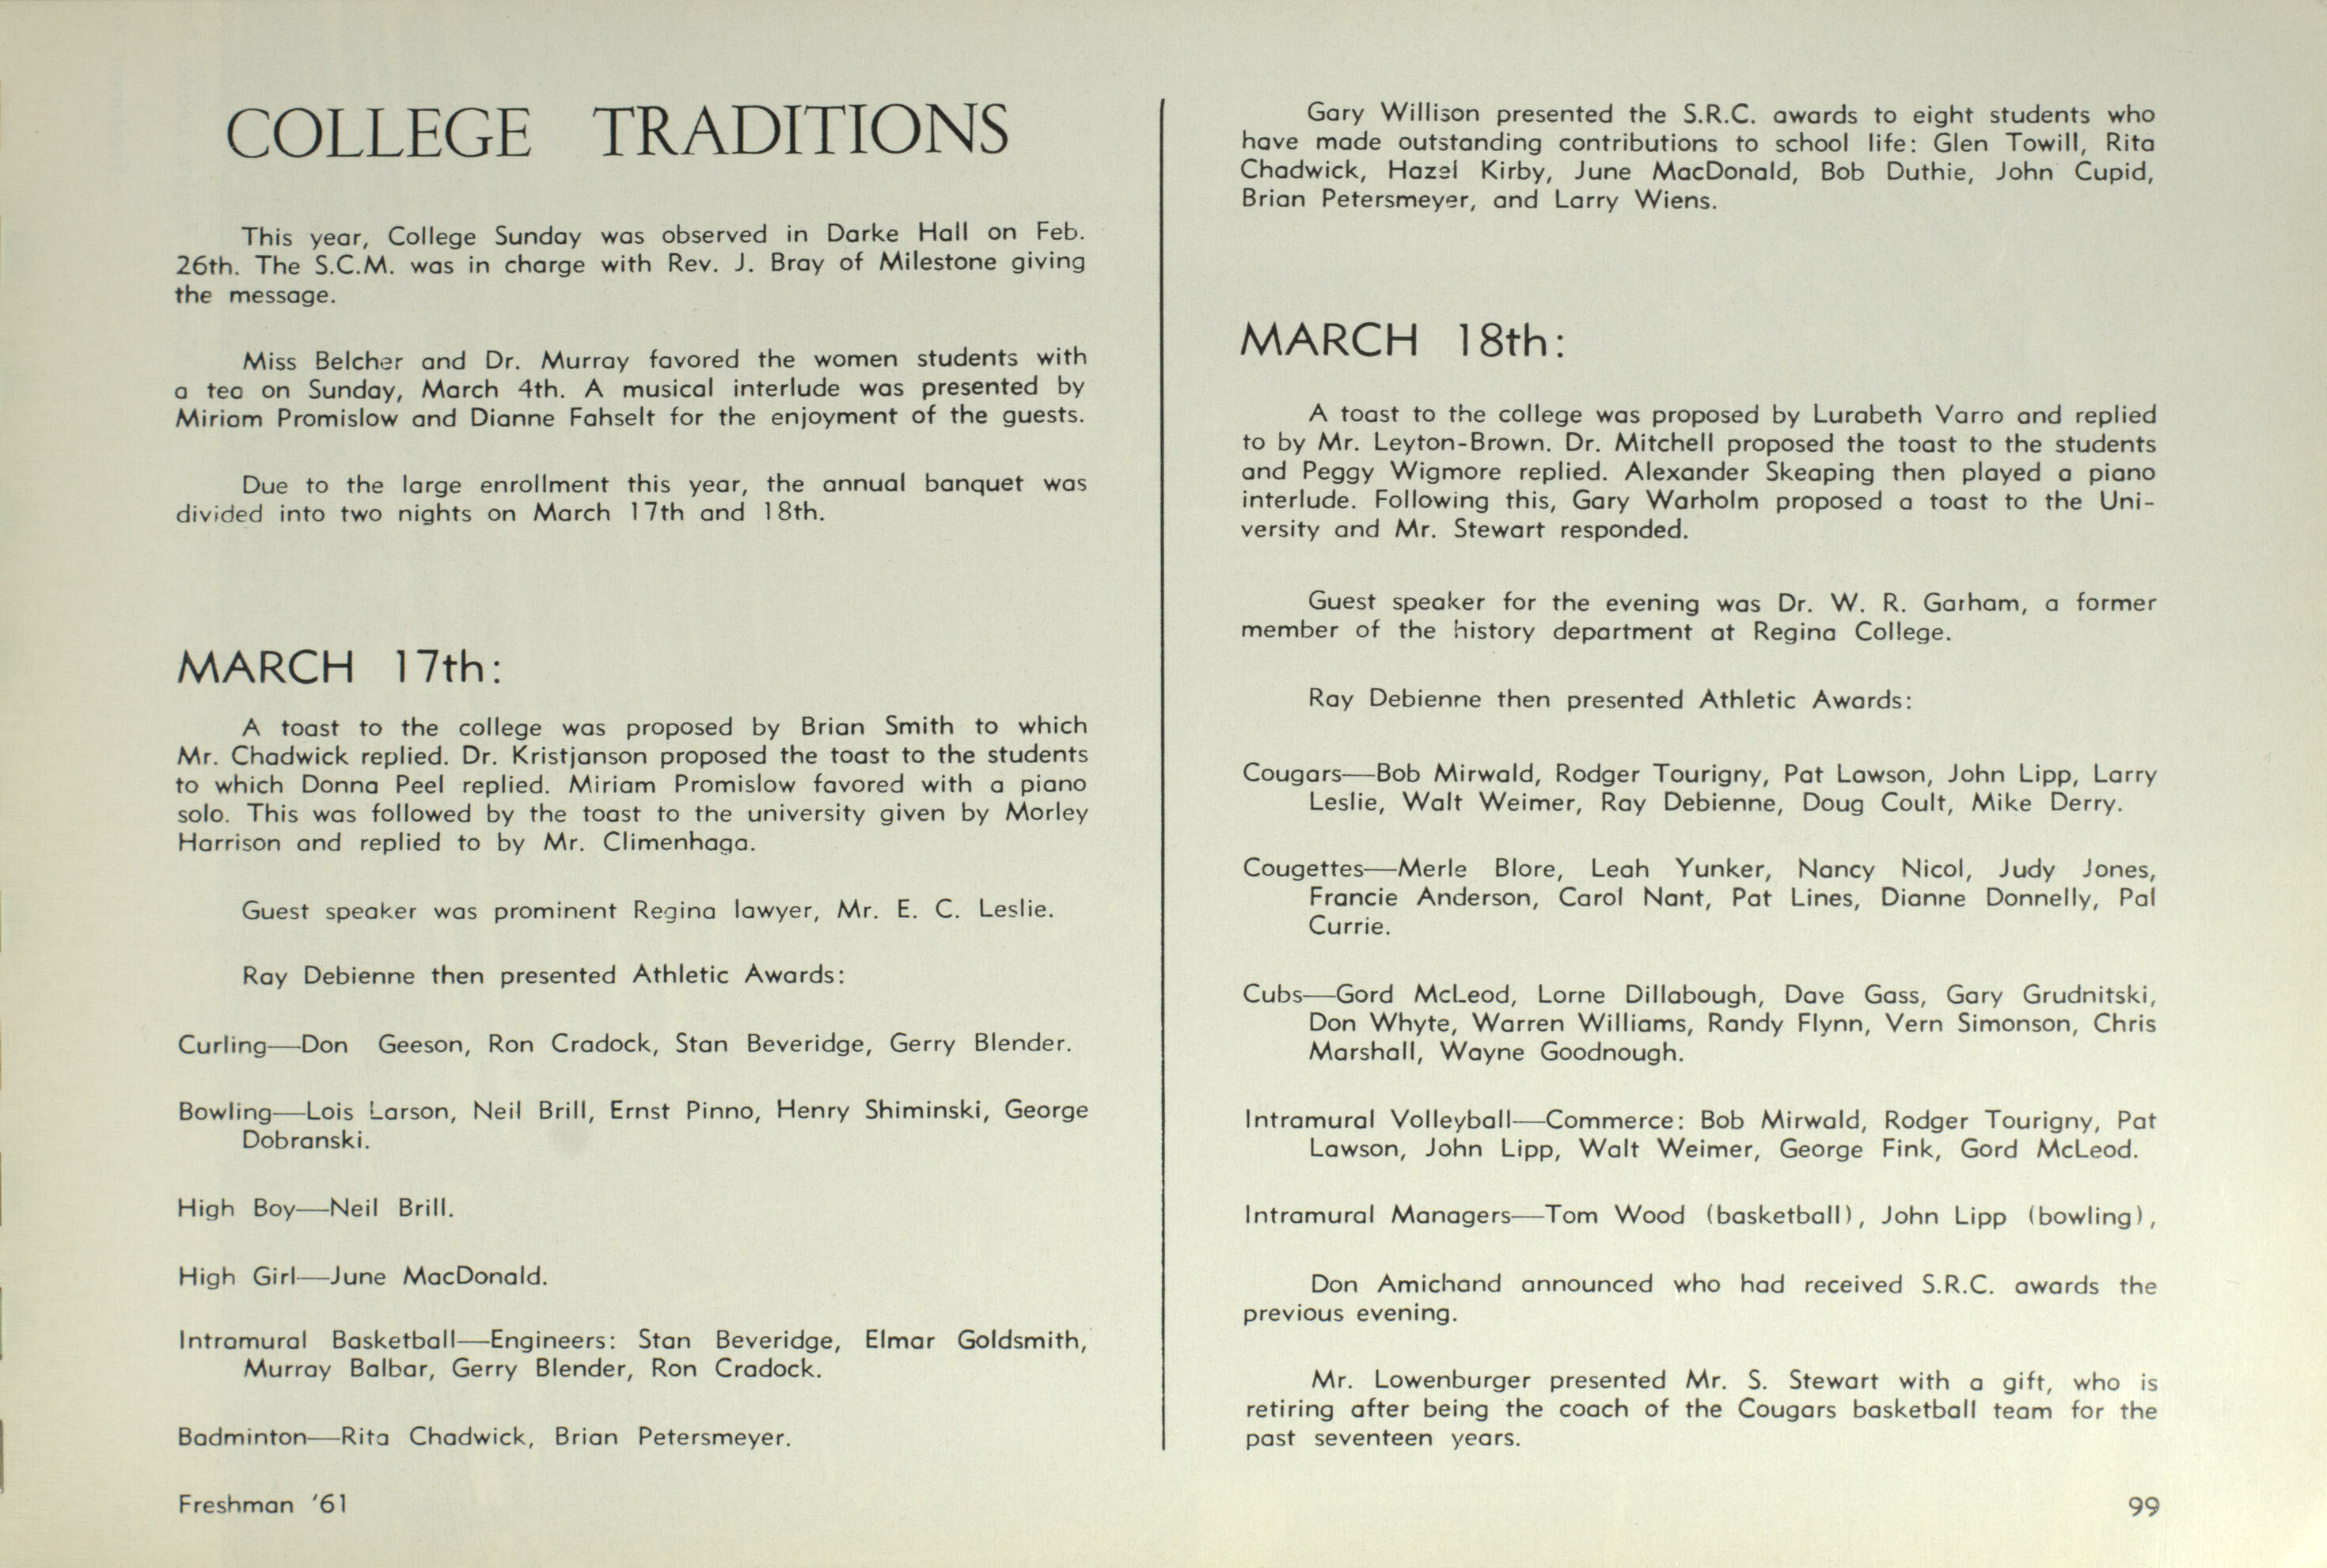 COLLEGE TRADITIONS
This year, College Sunday was observed in Darke Hall on Feb.
26th. The S.C.M. was in charge with Rev. J. Bray of Milestone giving
the message.
Miss Belcher and Dr. Murray favored the women students with
a tea on Sunday, March 4th. A musical interlude was presented by
Miriam Promislow and Dianne Fahselt for the enjoyment of the guests.
Due to the large enrollment this year, the annual banquet was
divided into two nights on March 17th and 18th.
MARCH 17th:
A toast to the college was proposed by Brian Smith to which
Mr. Chadwick replied. Dr. Kristjanson proposed the toast to the students
to which Donna Peel replied. Miriam Promislow favored with a piano
solo. This was followed by the toast to the university given by Morley
Harrison and replied to by Mr. Climenhaga.
Guest speaker was prominent Regina lawyer, Mr. E. C. Leslie.
Ray Debienne then presented Athletic Awards:
Curling—Don Geeson, Ron Cradock, Stan Beveridge, Gerry Blender.
Bowling—Lois Larson, Neil Brill, Ernst Pinno, Henry Shiminski, George
Dobranski.
High Boy—Neil Brill.
High Girl—June MacDonald.
Intramural Basketball—Engineers: Stan Beveridge, Elmar Goldsmith,
Murray Balbar, Gerry Blender, Ron Cradock.
Badminton—Rita Chadwick, Brian Petersmeyer.
Freshman '61
Gary Willison presented the S.R.C. awards to eight students who
have made outstanding contributions to school life: Glen Towill, Rita
Chadwick, Hazel Kirby, June MacDonald, Bob Duthie, John Cupid,
Brian Petersmeyer, and Larry Wiens.
MARCH 18th:
A toast to the college was proposed by Lurabeth Varro and replied
to by Mr. Leyton-Brown. Dr. Mitchell proposed the toast to the students
and Peggy Wigmore replied. Alexander Skeaping then played a piano
interlude. Following this, Gary Warholm proposed a toast to the Uni-
versity and Mr. Stewart responded.
Guest speaker for the evening was Dr. W. R. Garham, a former
member of the history department at Regina College.
Ray Debienne then presented Athletic Awards:
Cougars—Bob Mirwald, Rodger Tourigny, Pat Lawson, John Lipp, Larry
Leslie, Walt Weimer, Ray Debienne, Doug Coult, Mike Derry.
Cougettes—Merle Blore, Leah Yunker, Nancy Nicol, Judy Jones,
Francie Anderson, Carol Nant, Pat Lines, Dianne Donnelly, Pal
Currie.
Cubs—Gord McLeod, Lorne Dillabough, Dave Gass, Gary Grudnitski,
Don Whyte, Warren Williams, Randy Flynn, Vern Simonson, Chris
Marshall, Wayne Goodnough.
Intramural Volleyball—Commerce: Bob Mirwald, Rodger Tourigny, Pat
Lawson, John Lipp, Walt Weimer, George Fink, Gord McLeod.
Intramural Managers—Tom Wood (basketball), John Lipp (bowling),
Don Amichand announced who had received S.R.C. awards the
previous evening.
Mr. Lowenburger presented Mr. S. Stewart with a gift, who is
retiring after being the coach of the Cougars basketball team for the
past seventeen years.
99